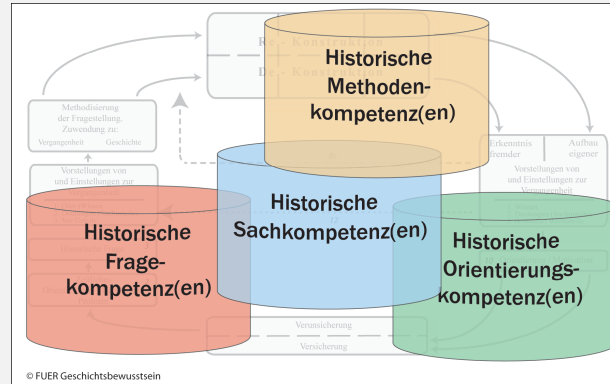 Re - Konstruktion
De - Konstruktion
Historische
Methoden-
kompetenz(en)
Methodisierung
der Fragestellung.
Zuwendung zu:
Vergangenheit Geschichte
Erkenntnis
fremder
Aufbau
eigener
Vorstellungen von
und Einstellungen zur
Vorstellungen von
und Einstellungen zur
Vergangenheit
Historische
Sachkompetenz(en)
Historische
Frage-
kompetenz(en)
Historische
Orientierungs-
kompetenz(en)
Verunsicherung
Versicherung
© FUER Geschichtsbewusstsein